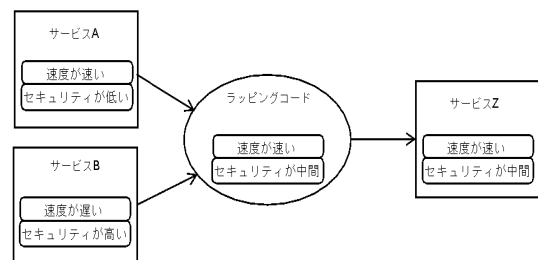 サービスA
速度が速い
セキュリティが低い
サービスB
速度が遅い
セキュリティが高い
ラッピングコード
速度が速い
セキュリティが中間
サービスZ
速度が速い
セキュリティが中間